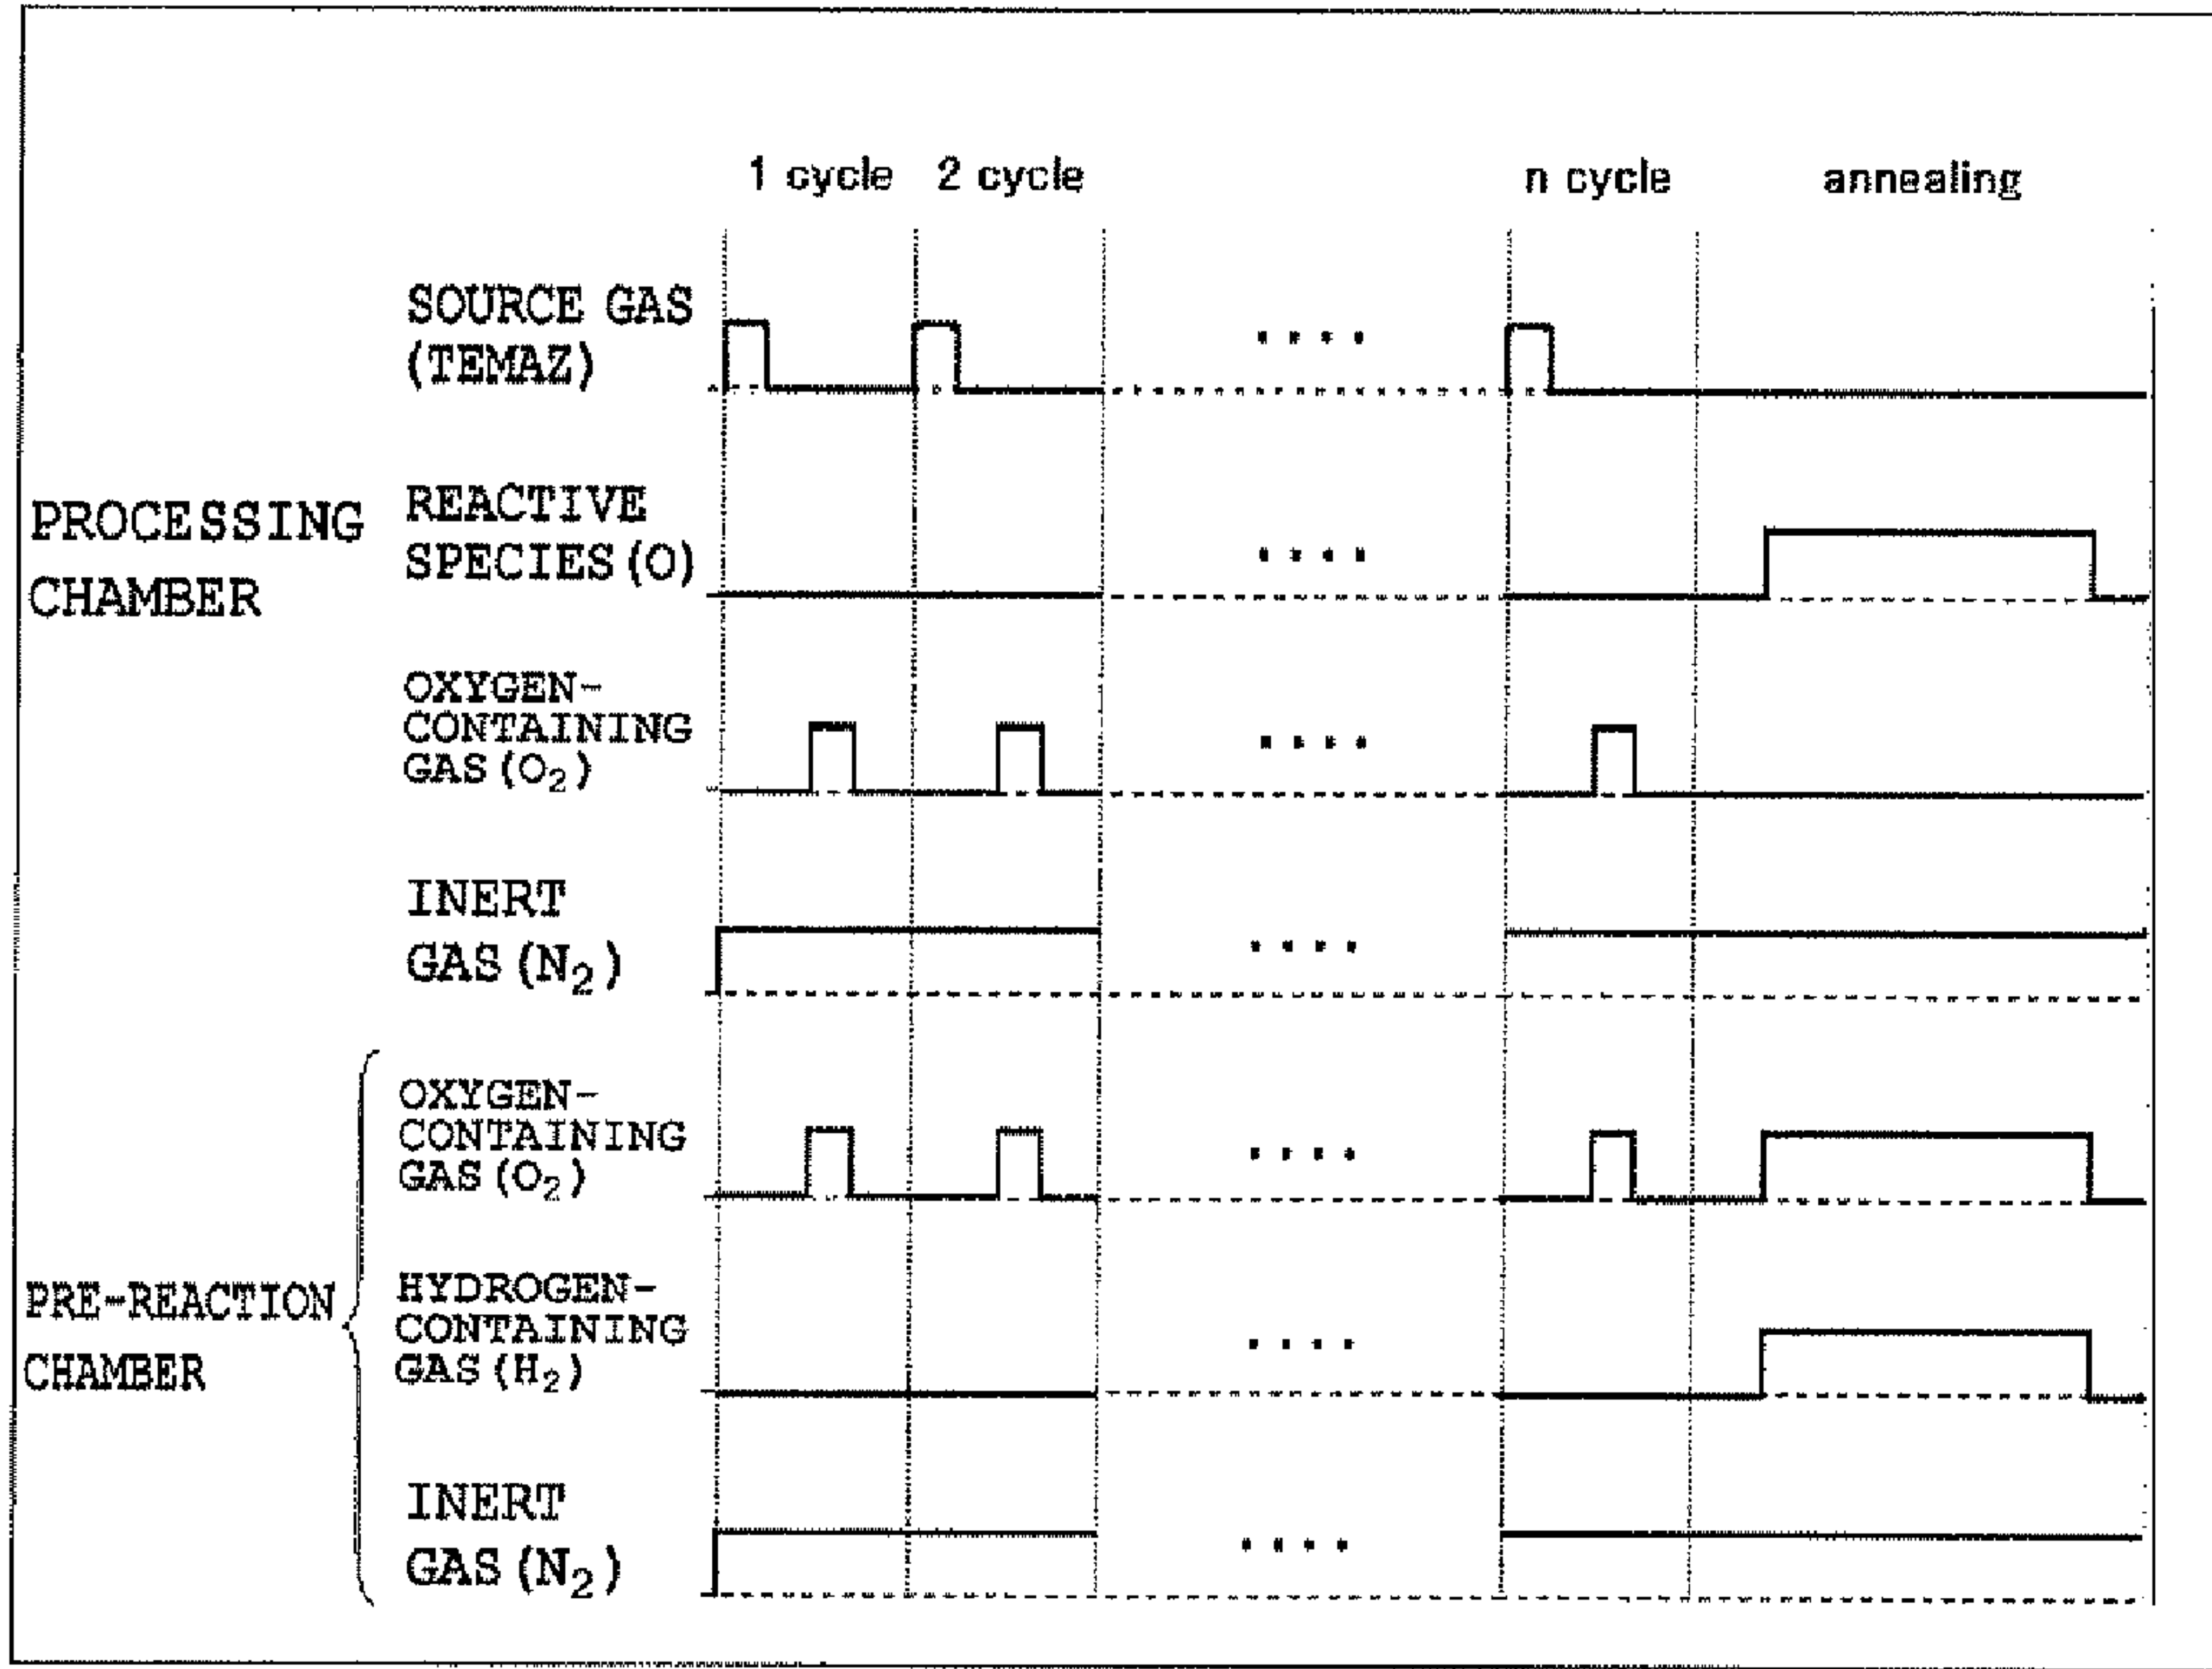 1 cycle 2 cycle n cycle annealing
SOURCE GAS
(TEMAZ)
PROCESSING
CHAMBER
REACTIVE
SPECIES(O)
OXYGEN-
CONTAINING
GAS(O₂)
INERT
GAS(N₂)
PRE-REACTION
CHAMBER
OXYGEN-
CONTAINING
GAS(O₂)
HYDROGEN-
CONTAINING
GAS(H₂)
INERT
GAS(N₂)